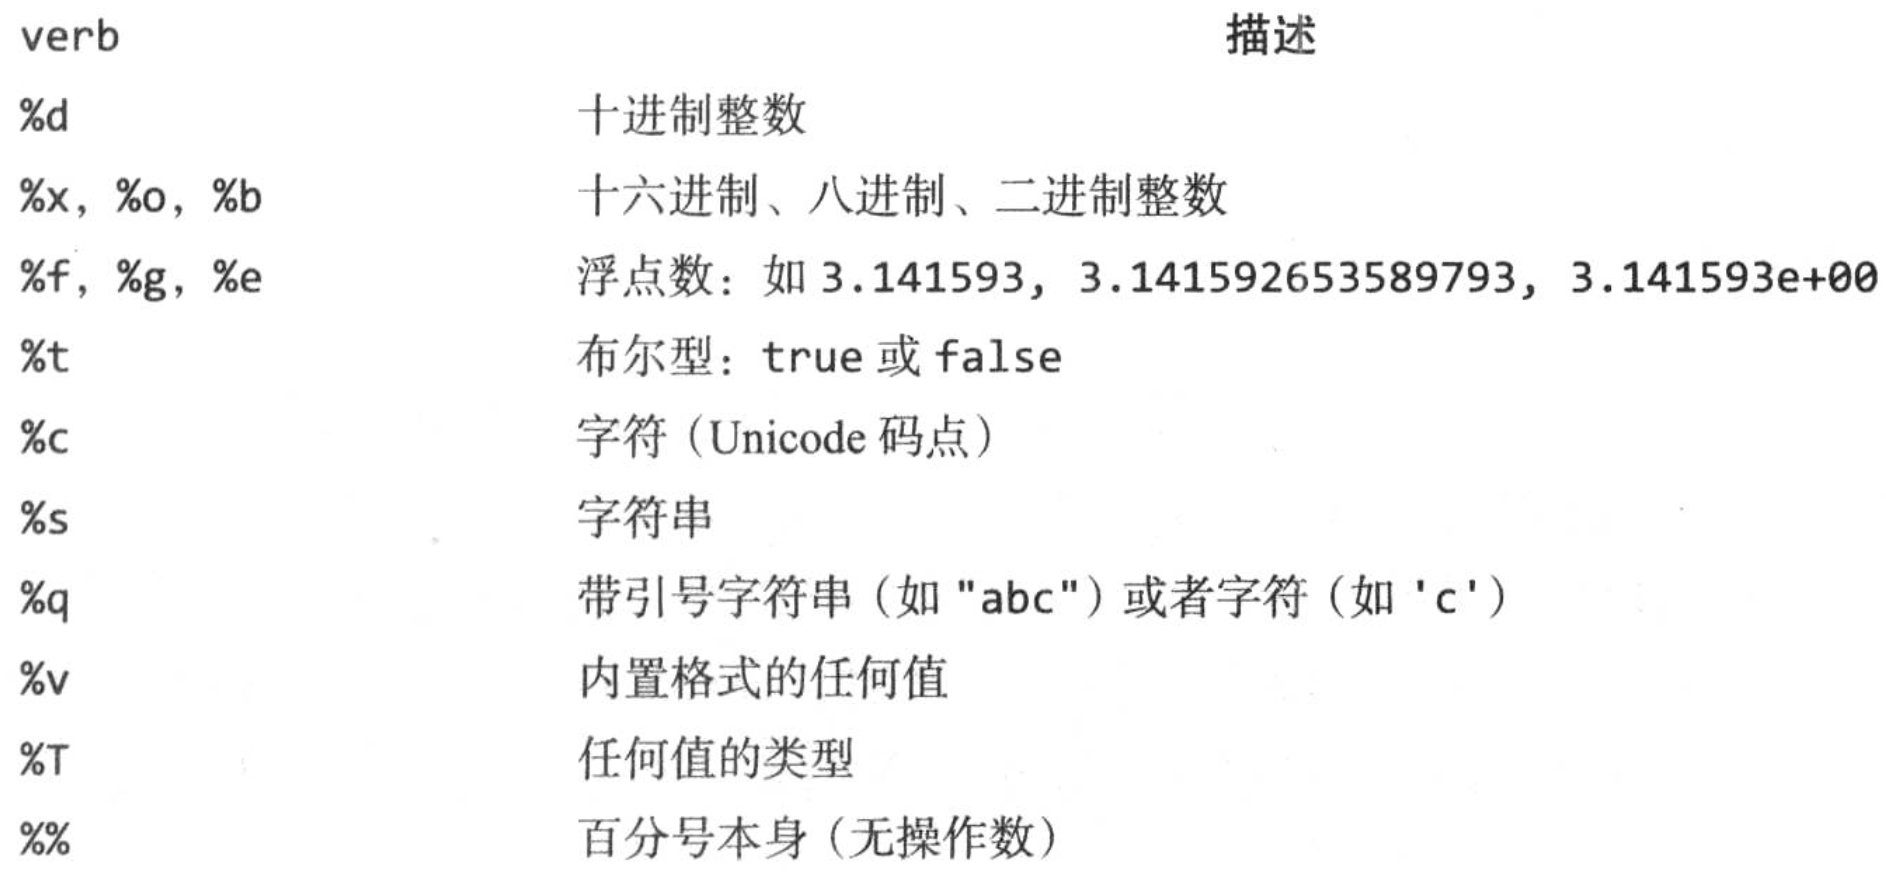 verb 描述
%d 十进制整数
%x, %o, %b 十六进制、八进制、二进制整数
%f, %g, %e 浮点数：如 3.141593, 3.141592653589793, 3.141593e+00
%t 布尔型：true 或 false
%c 字符（Unicode 码点）
%s 字符串
%q 带引号字符串（如 "abc"）或者字符（如 'c'）
%v 内置格式的任何值
%T 任何值的类型
%% 百分号本身（无操作数）